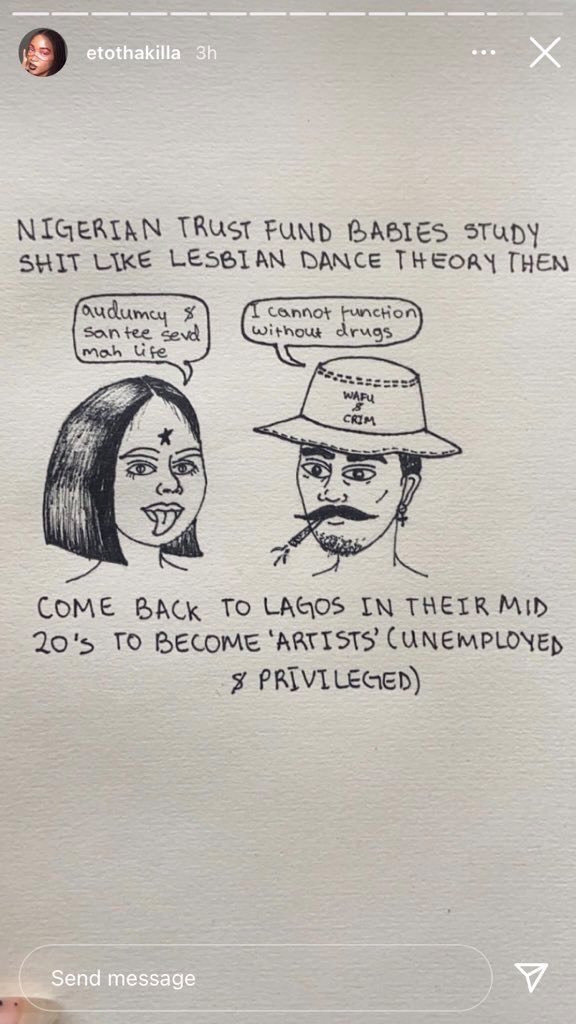 etothakilla 3h
NIGERIAN TRUST FUND BABIES STUDY
SHIT LIKE LESBIAN DANCE THEORY THEN
audumcy &
santee sevd
mah life
I cannot function
without drugs
WAFU
&
CRIM
COME BACK TO LAGOS IN THEIR MID
20's TO BECOME 'ARTISTS' (UNEMPLOYED
& PRIVILEGED)
Send message